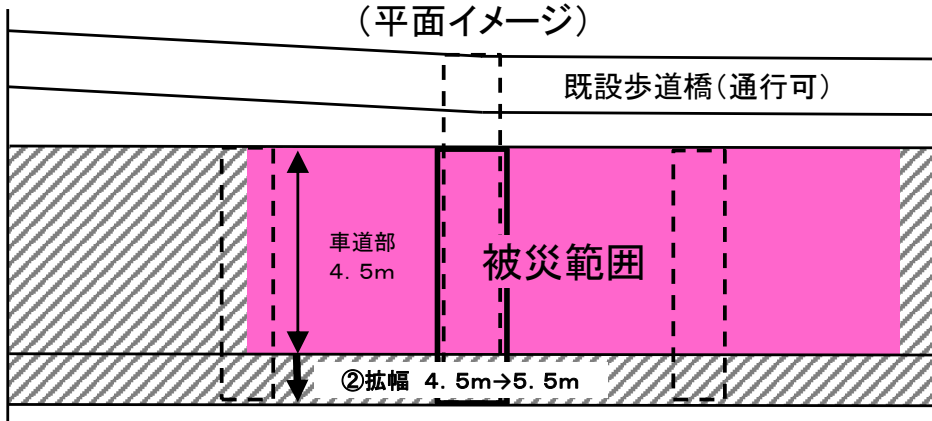 （平面イメージ）
既設歩道橋（通行可）
車道部
４．５ｍ
被災範囲
②拡幅 ４．５ｍ→５．５ｍ